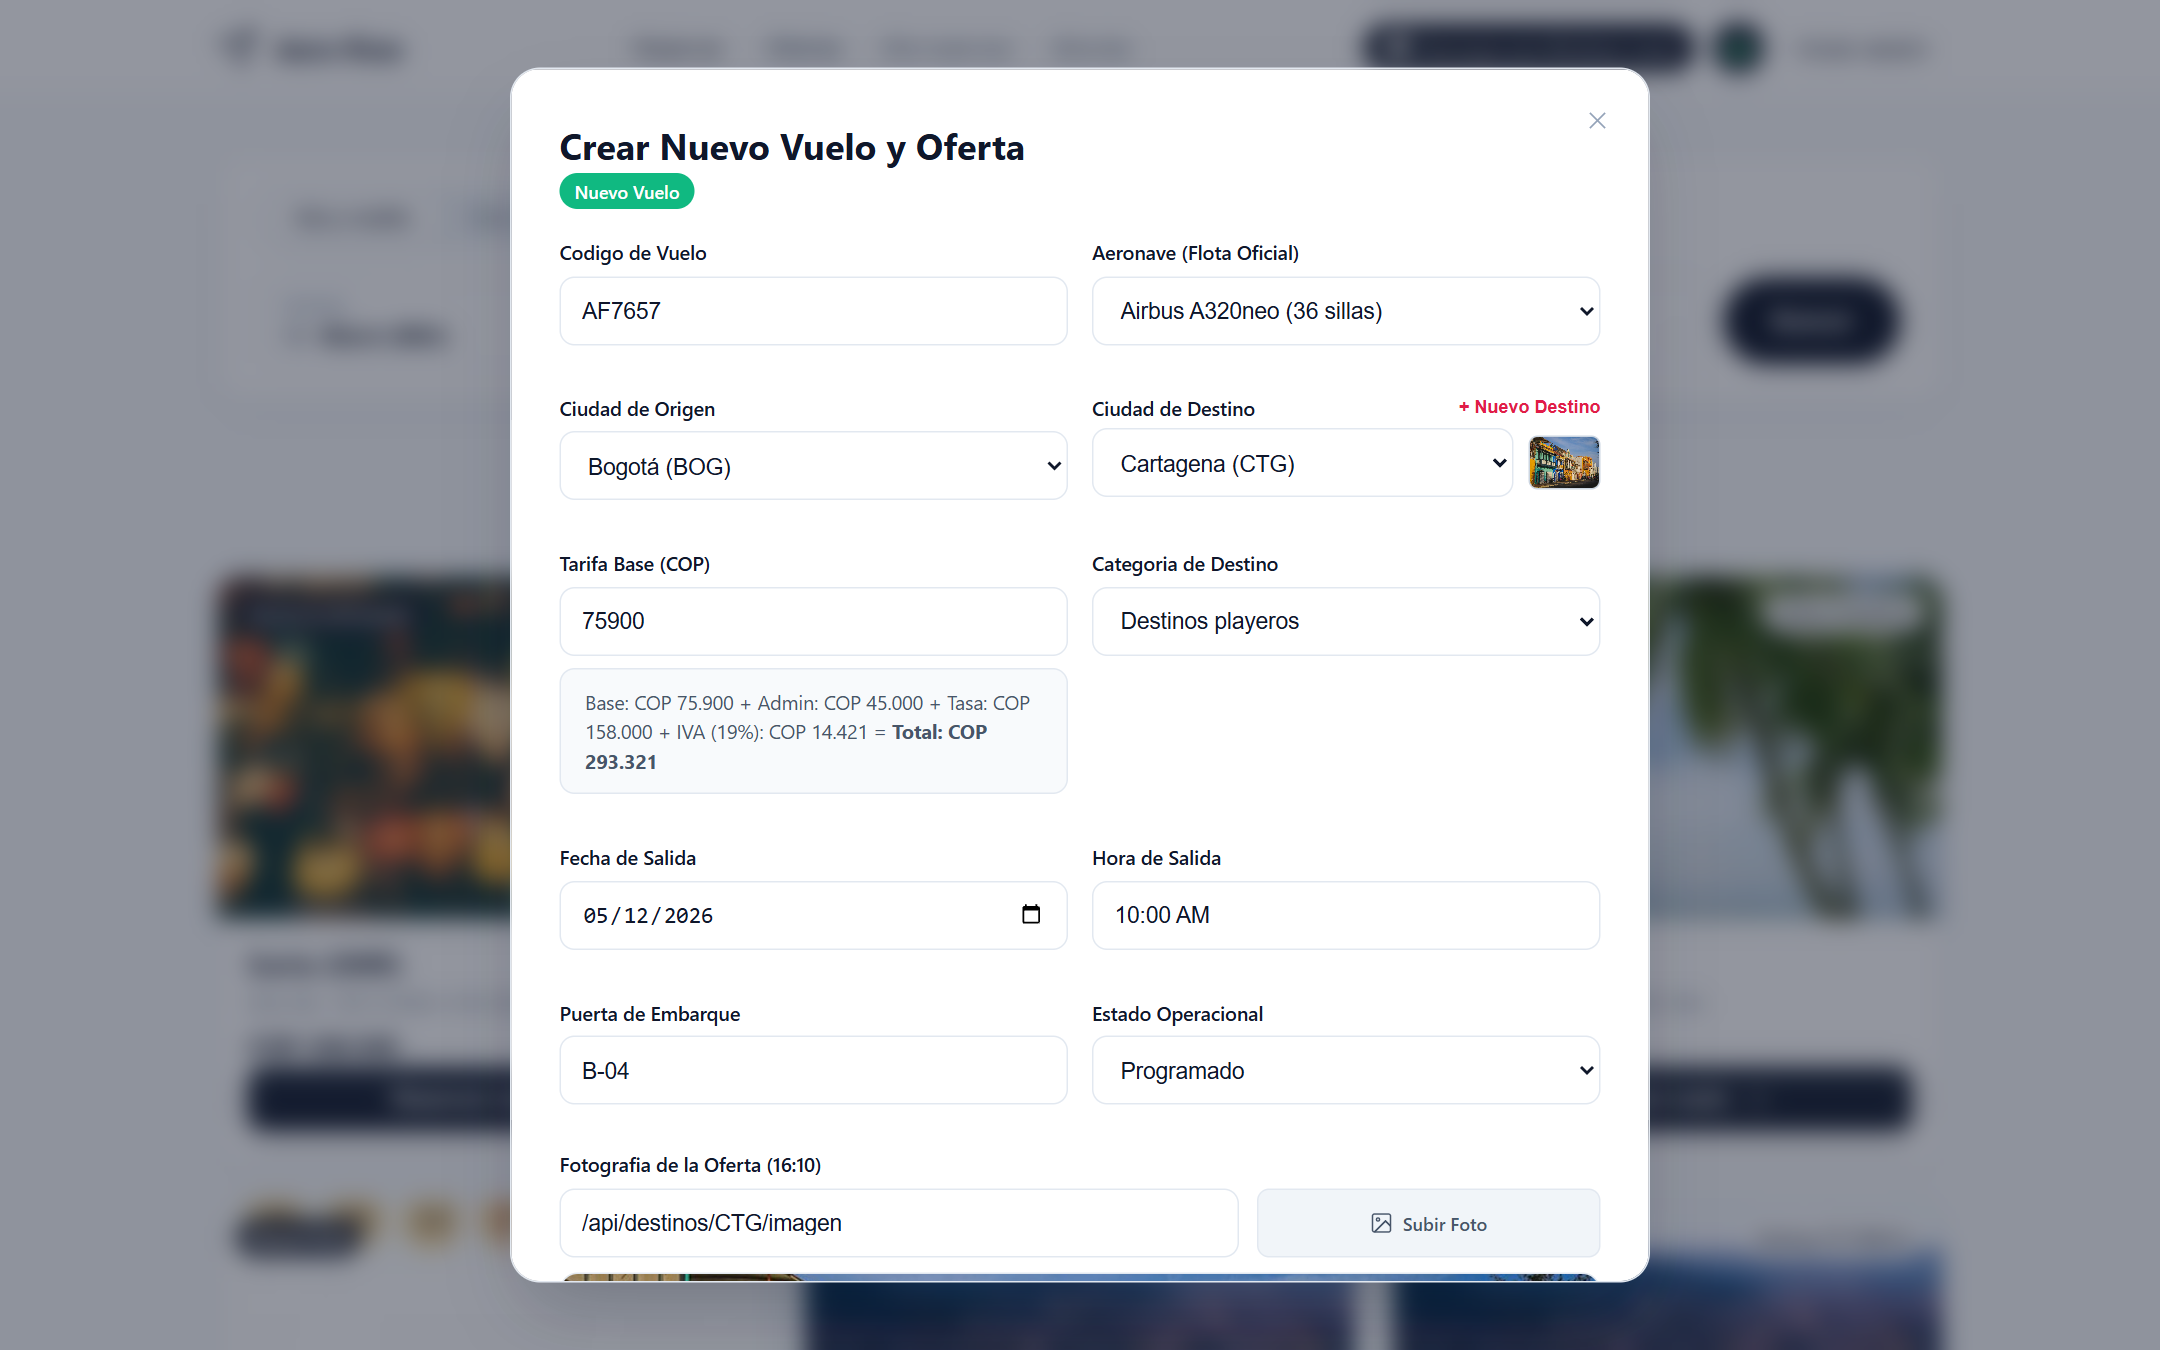 Crear Nuevo Vuelo y Oferta
Nuevo Vuelo
Codigo de Vuelo
Aeronave (Flota Oficial)
AF7657
Airbus A320neo (36 sillas)
Ciudad de Origen
Ciudad de Destino
+ Nuevo Destino
Bogotá (BOG)
Cartagena (CTG)
Tarifa Base (COP)
Categoria de Destino
75900
Destinos playeros
Base: COP 75.900 + Admin: COP 45.000 + Tasa: COP
158.000 + IVA (19%): COP 14.421 = Total: COP
293.321
Fecha de Salida
Hora de Salida
05/12/2026
10:00 AM
Puerta de Embarque
Estado Operacional
B-04
Programado
Fotografia de la Oferta (16:10)
/api/destinos/CTG/imagen
Subir Foto